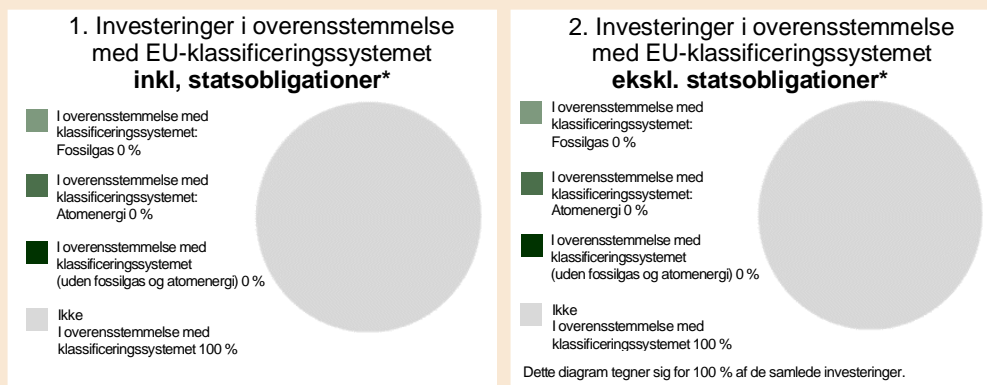 1. Investeringer i overensstemmelse
med EU-klassificeringssystemet
inkl, statsobligationer*
I overensstemmelse med
klassificeringssystemet:
Fossilgas 0 %
I overensstemmelse med
klassificeringssystemet:
Atomenergi 0 %
I overensstemmelse med
klassificeringssystemet
(uden fossilgas og atomenergi) 0 %
Ikke
I overensstemmelse med
klassificeringssystemet 100 %
2. Investeringer i overensstemmelse
med EU-klassificeringssystemet
ekskl. statsobligationer*
I overensstemmelse med
klassificeringssystemet:
Fossilgas 0 %
I overensstemmelse med
klassificeringssystemet:
Atomenergi 0 %
I overensstemmelse med
klassificeringssystemet
(uden fossilgas og atomenergi) 0 %
Ikke
I overensstemmelse med
klassificeringssystemet 100 %
Dette diagram tegner sig for 100 % af de samlede investeringer.